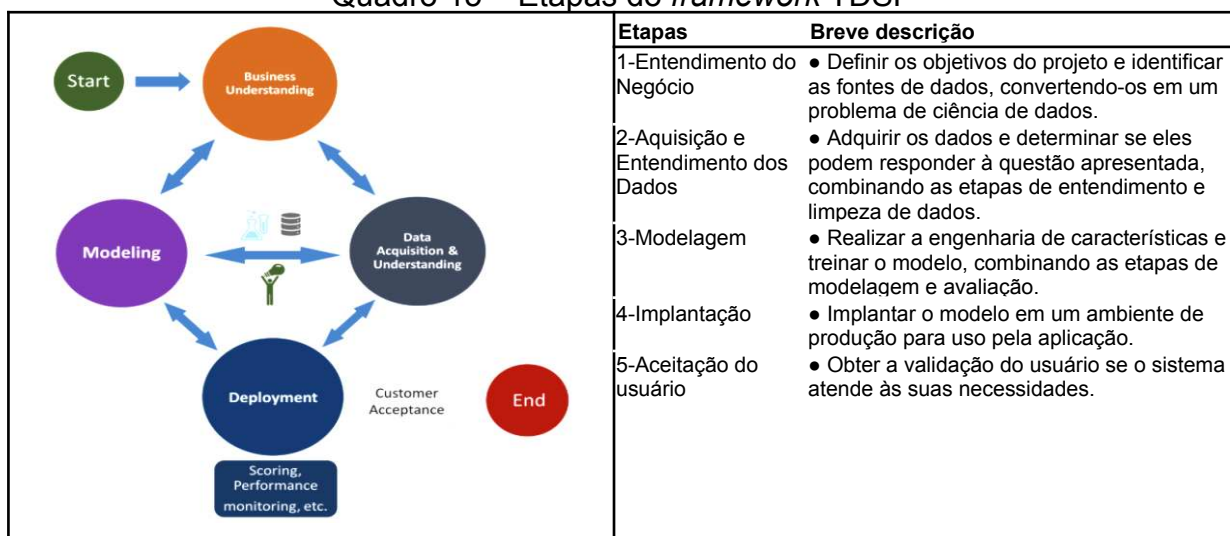 Quadro 18 – Etapas do framework TDSP
Start
Business
Understanding
Modeling
Data
Acquisition &
Understanding
Deployment
Customer
Acceptance
End
Scoring,
Performance
monitoring, etc.
Etapas Breve descrição
1-Entendimento do ● Definir os objetivos do projeto e identificar
Negócio as fontes de dados, convertendo-os em um
problema de ciência de dados.
2-Aquisição e ● Adquirir os dados e determinar se eles
Entendimento dos podem responder à questão apresentada,
Dados combinando as etapas de entendimento e
limpeza de dados.
3-Modelagem ● Realizar a engenharia de características e
treinar o modelo, combinando as etapas de
modelagem e avaliação.
4-Implantação ● Implantar o modelo em um ambiente de
produção para uso pela aplicação.
5-Aceitação do ● Obter a validação do usuário se o sistema
usuário atende às suas necessidades.